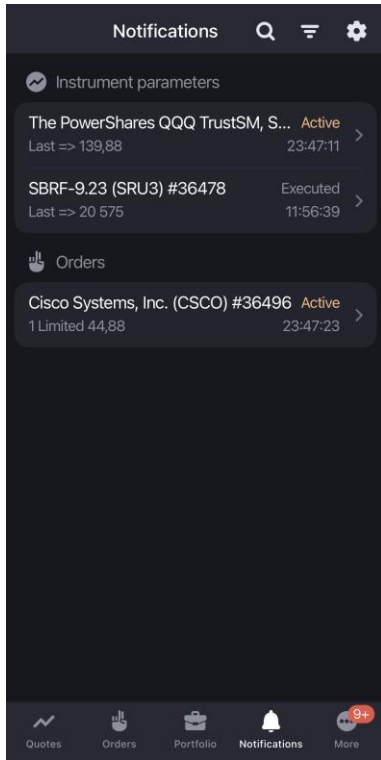 Notifications
Instrument parameters
The PowerShares QQQ TrustSM, S... Active
Last => 139,88 23:47:11
SBRF-9.23 (SRU3) #36478 Executed
Last => 20 575 11:56:39
Orders
Cisco Systems, Inc. (CSCO) #36496 Active
1 Limited 44,88 23:47:23
9+
Quotes Orders Portfolio Notifications More